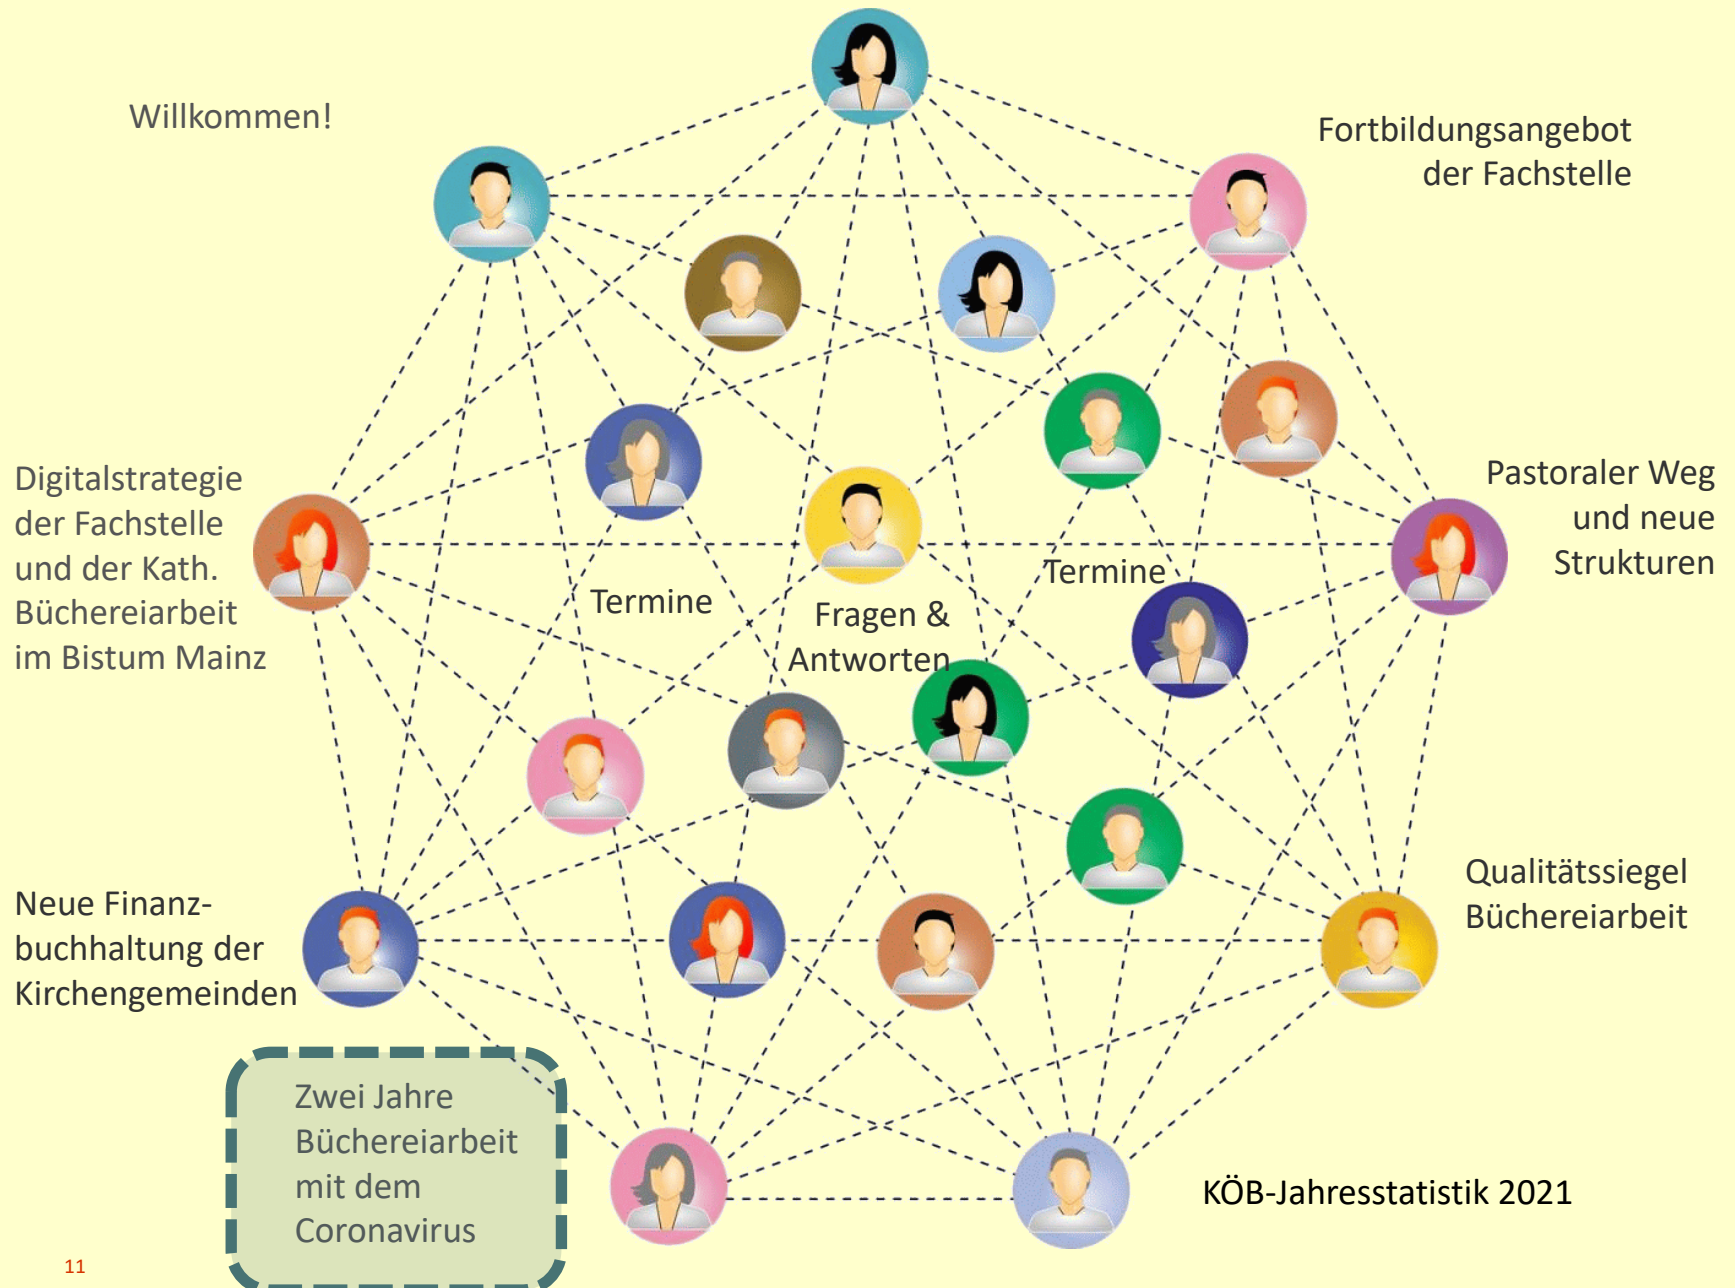 Willkommen!
Fortbildungsangebot
der Fachstelle
Digitalstrategie
der Fachstelle
und der Kath.
Büchereiarbeit
im Bistum Mainz
Pastoraler Weg
und neue
Strukturen
Termine
Fragen &
Antworten
Termine
Neue Finanz-
buchhaltung der
Kirchengemeinden
Qualitätssiegel
Büchereiarbeit
Zwei Jahre
Büchereiarbeit
mit dem
Coronavirus
KÖB-Jahresstatistik 2021
11